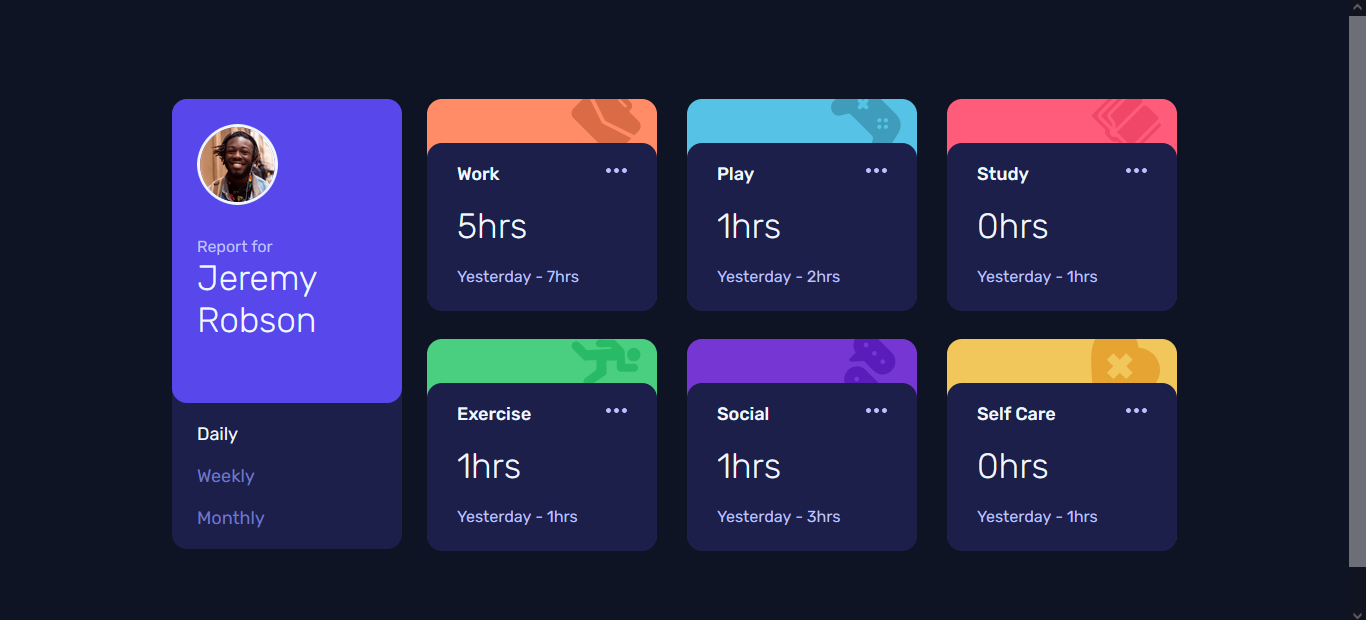 Report for
Jeremy
Robson
Daily
Weekly
Monthly
Work
5hrs
Yesterday - 7hrs
Play
1hrs
Yesterday - 2hrs
Study
0hrs
Yesterday - 1hrs
Exercise
1hrs
Yesterday - 1hrs
Social
1hrs
Yesterday - 3hrs
Self Care
0hrs
Yesterday - 1hrs